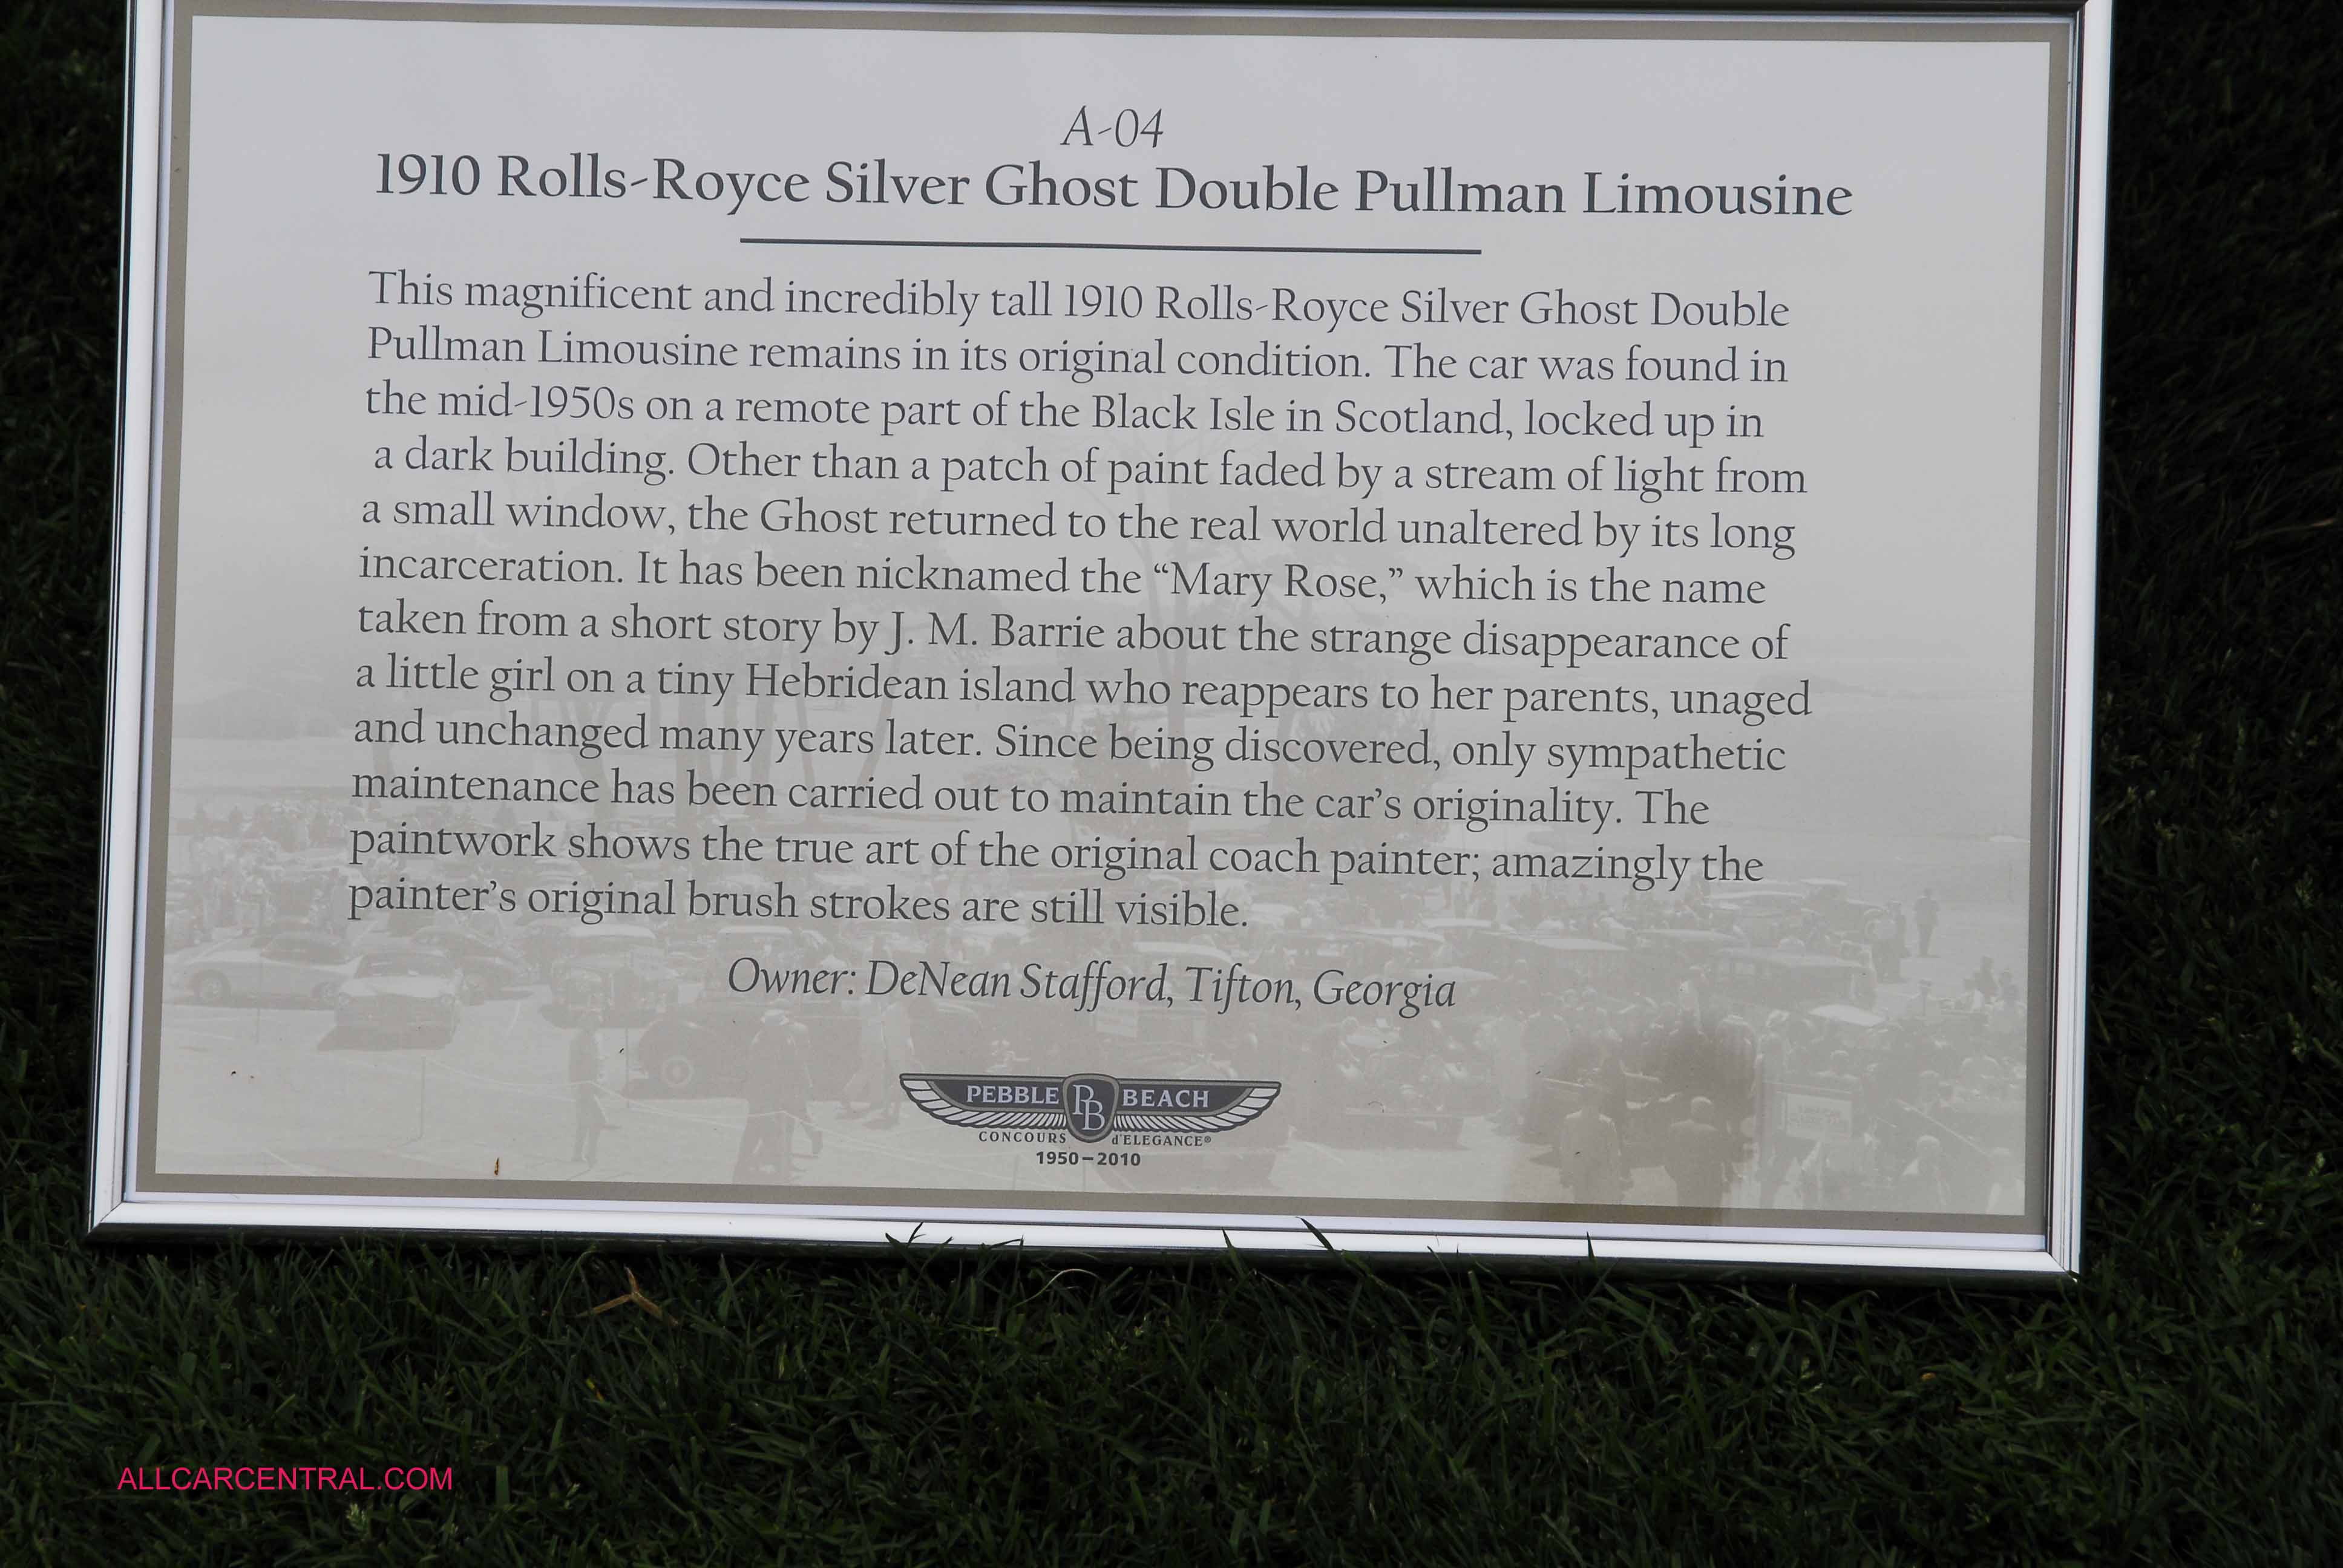 A-04
1910 Rolls-Royce Silver Ghost Double Pullman Limousine
This magnificent and incredibly tall 1910 Rolls-Royce Silver Ghost Double
Pullman Limousine remains in its original condition. The car was found in
the mid-1950s on a remote part of the Black Isle in Scotland, locked up in
a dark building. Other than a patch of paint faded by a stream of light from
a small window, the Ghost returned to the real world unaltered by its long
incarceration. It has been nicknamed the “Mary Rose,” which is the name
taken from a short story by J. M. Barrie about the strange disappearance of
a little girl on a tiny Hebridean island who reappears to her parents, unaged
and unchanged many years later. Since being discovered, only sympathetic
maintenance has been carried out to maintain the car’s originality. The
paintwork shows the true art of the original coach painter; amazingly the
painter’s original brush strokes are still visible.
Owner: DeNean Stafford, Tifton, Georgia
PEBBLE PB BEACH
CONCOURS d'ELEGANCE®
1950–2010
ALLCARCENTRAL.COM